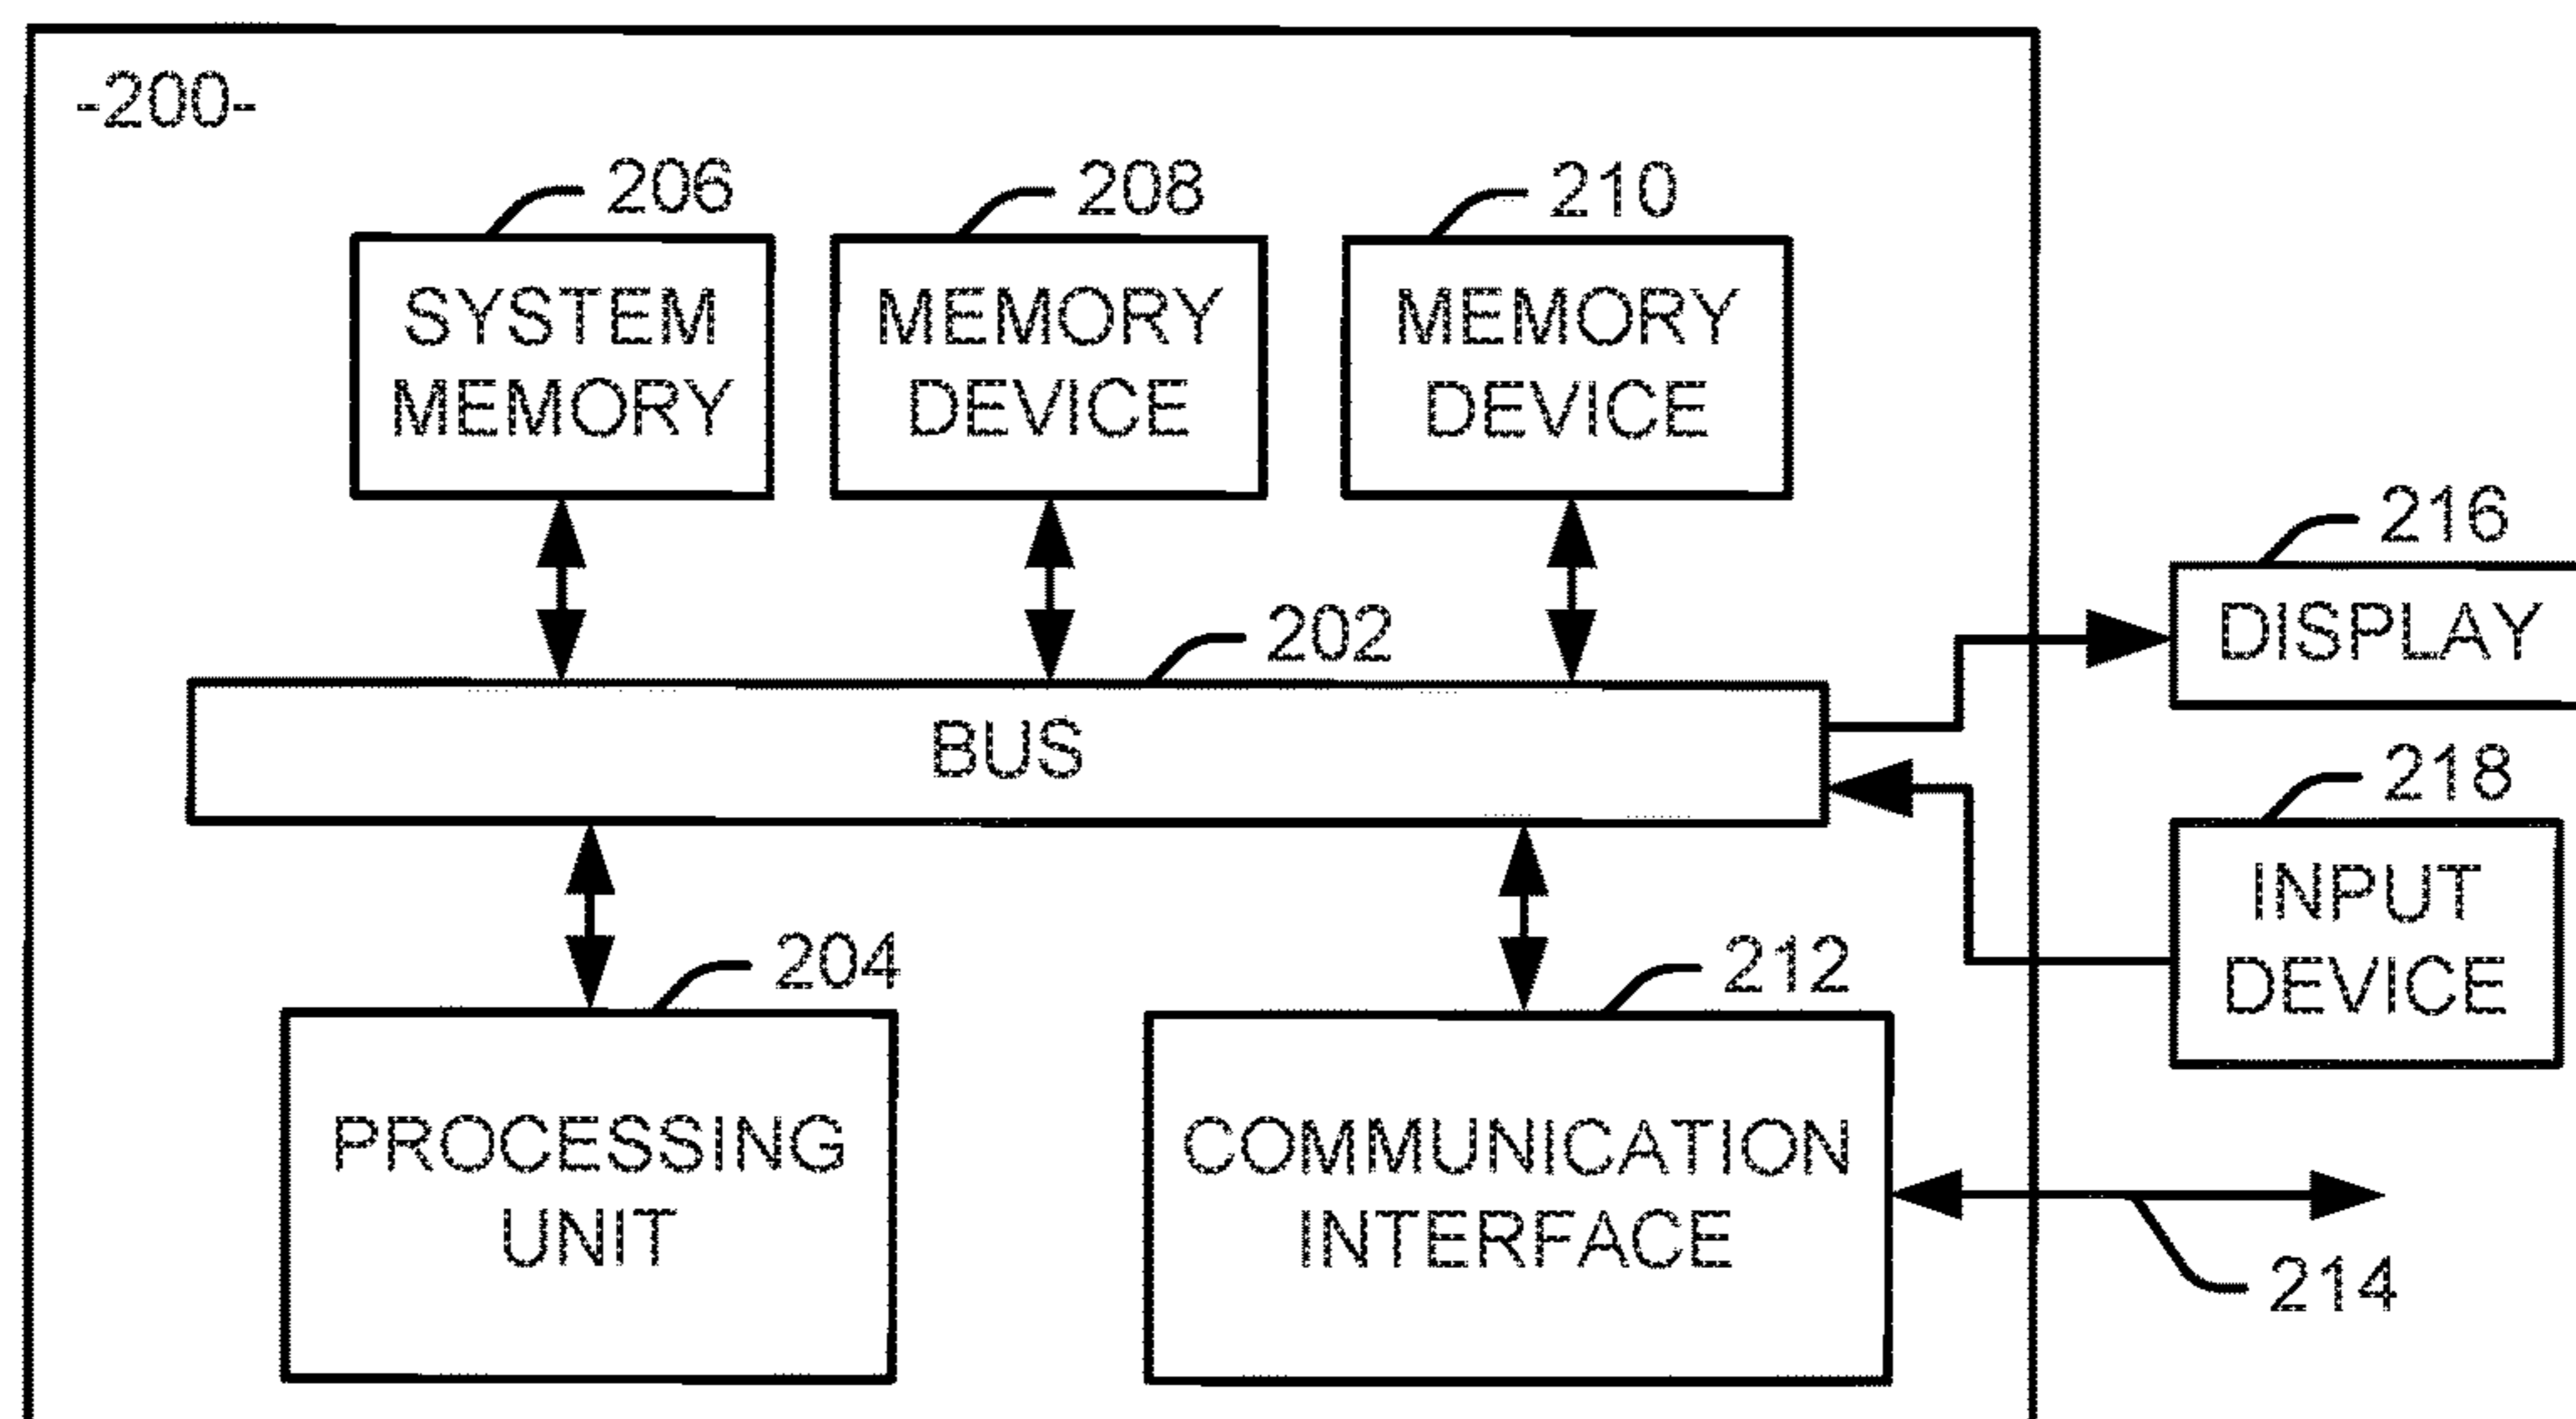 -200-
206
208
210
SYSTEM
MEMORY
MEMORY
DEVICE
MEMORY
DEVICE
216
DISPLAY
202
BUS
218
INPUT
DEVICE
204
212
PROCESSING
UNIT
COMMUNICATION
INTERFACE
214